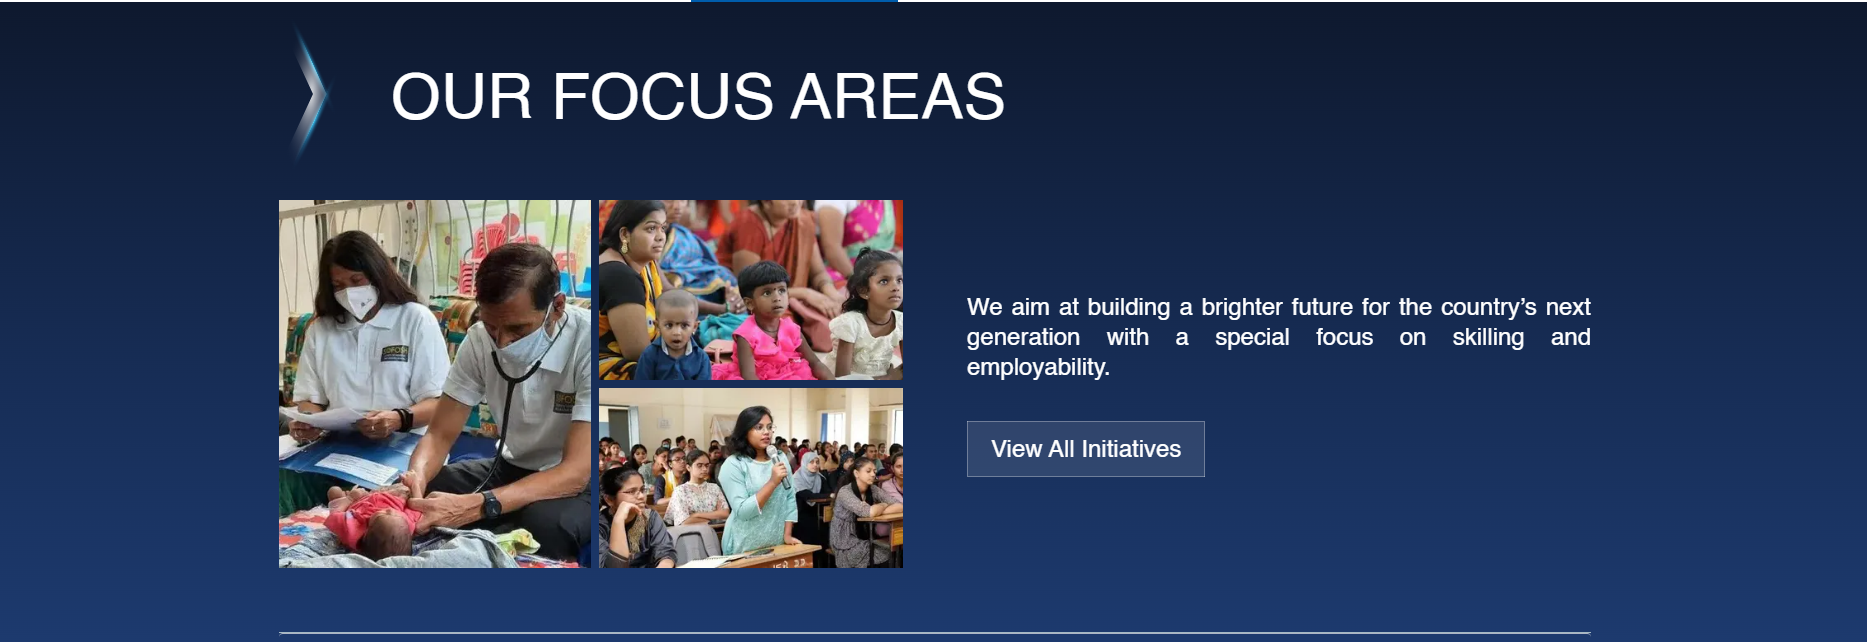 OUR FOCUS AREAS
We aim at building a brighter future for the country’s next
generation with a special focus on skilling and
employability.
View All Initiatives